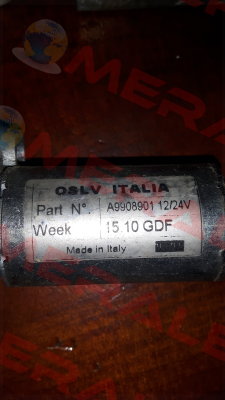 OSLV ITALIA
Part N°. A9908901 12/24V
Week 15.10 GDF
Made in Italy